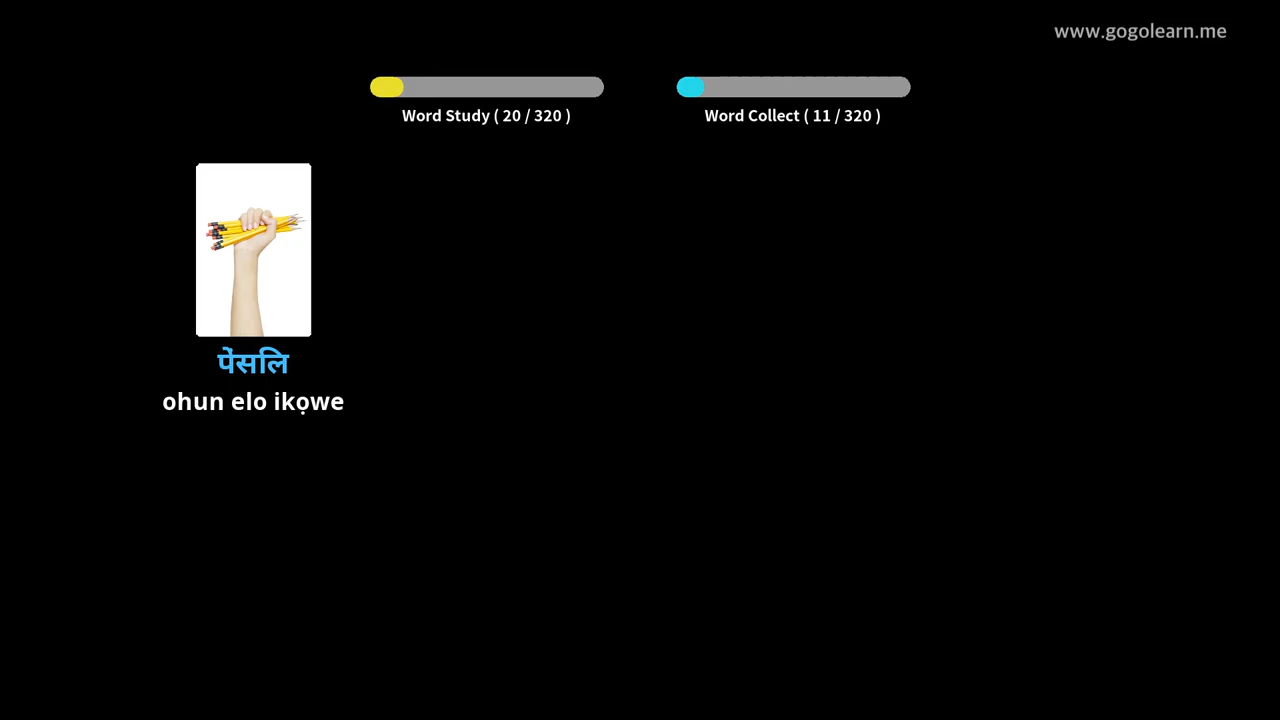 www.gogolearn.me
Word Study ( 20 / 320 )
Word Collect ( 11 / 320 )
पेंसलि
ohun elo ikọwe